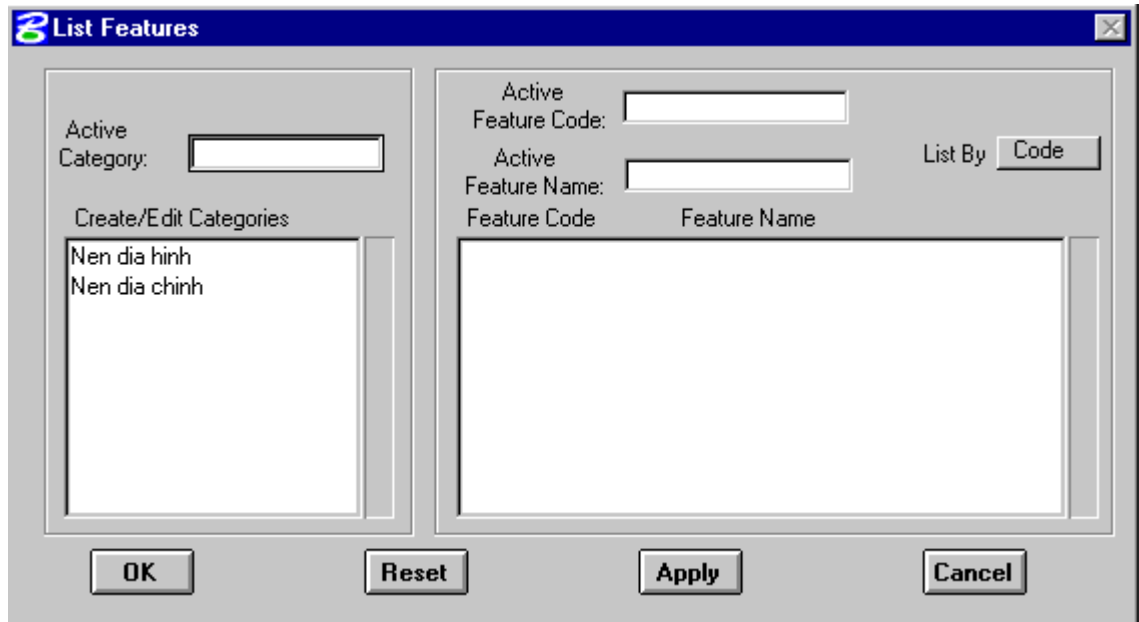 List Features
Active
Category:
Create/Edit Categories
Nen dia hinh
Nen dia chinh
Active
Feature Code:
Active
Feature Name:
List By Code
Feature Code Feature Name
OK Reset Apply Cancel